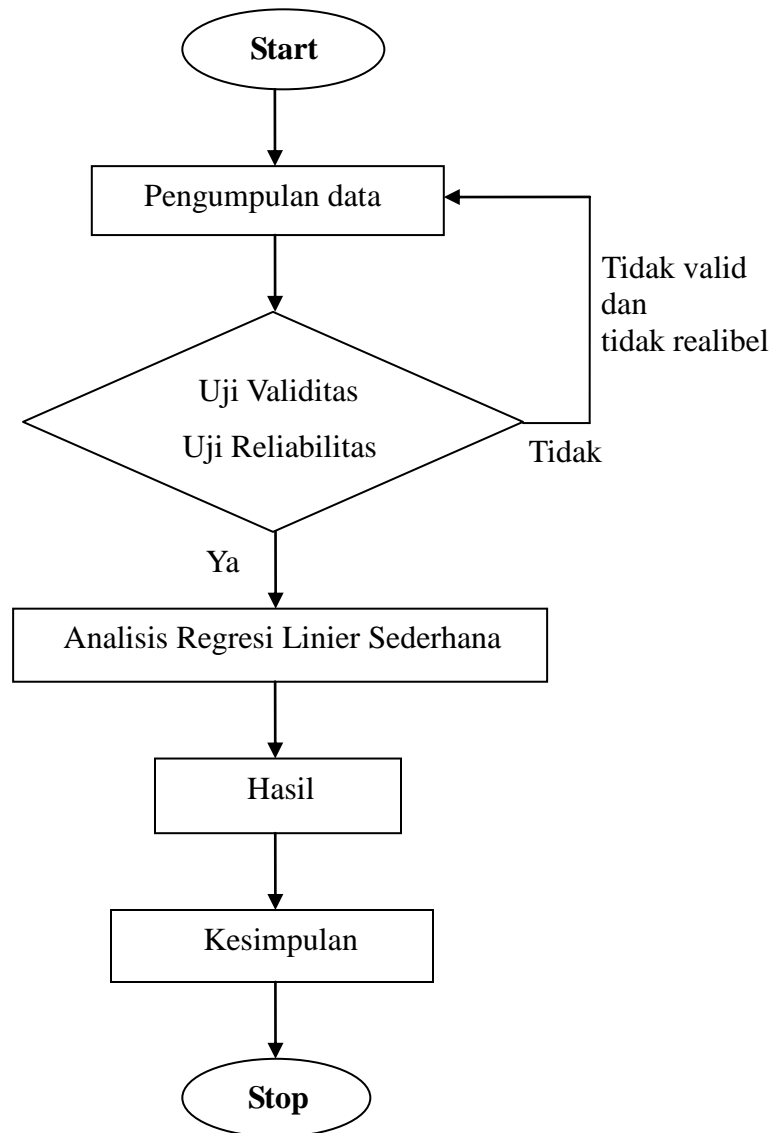 Start
Pengumpulan data
Tidak valid
dan
tidak realibel
Uji Validitas
Uji Reliabilitas
Tidak
Ya
Analisis Regresi Linier Sederhana
Hasil
Kesimpulan
Stop